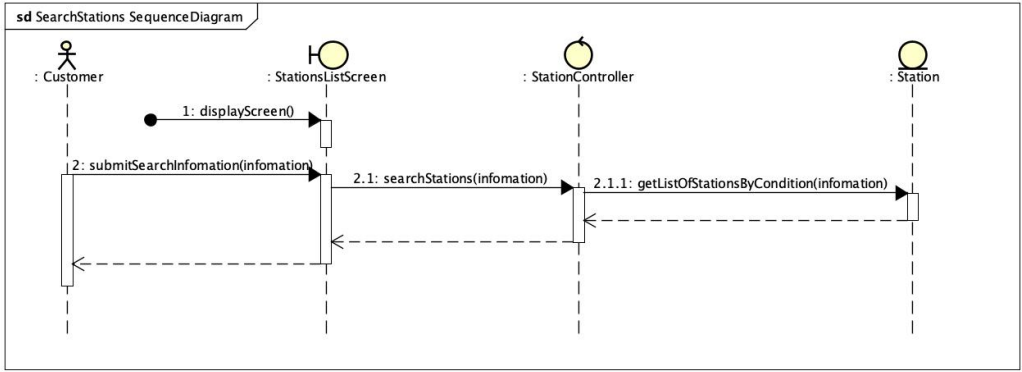 sd SearchStations SequenceDiagram
: Customer
: StationsListScreen
: StationController
: Station
1: displayScreen()
2: submitSearchInfomation(infomation)
2.1: searchStations(infomation)
2.1.1: getListOfStationsByCondition(infomation)